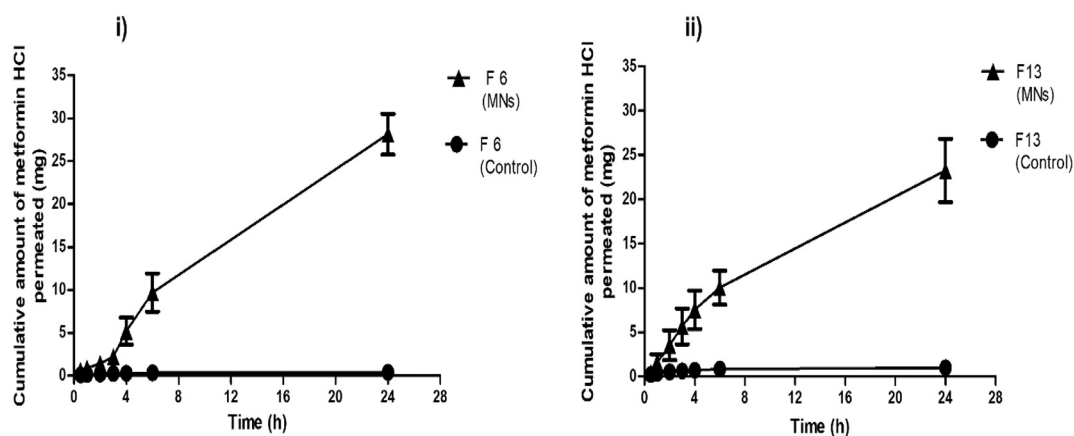 i)
Cumulative amount of metformin HCl
permeated (mg)
35
30
25
20
15
10
5
0
0 4 8 12 16 20 24 28
Time (h)
F 6
(MNs)
F 6
(Control)
ii)
Cumulative amount of metformin HCl
permeated (mg)
35
30
25
20
15
10
5
0
0 4 8 12 16 20 24 28
Time (h)
F13
(MNs)
F13
(Control)